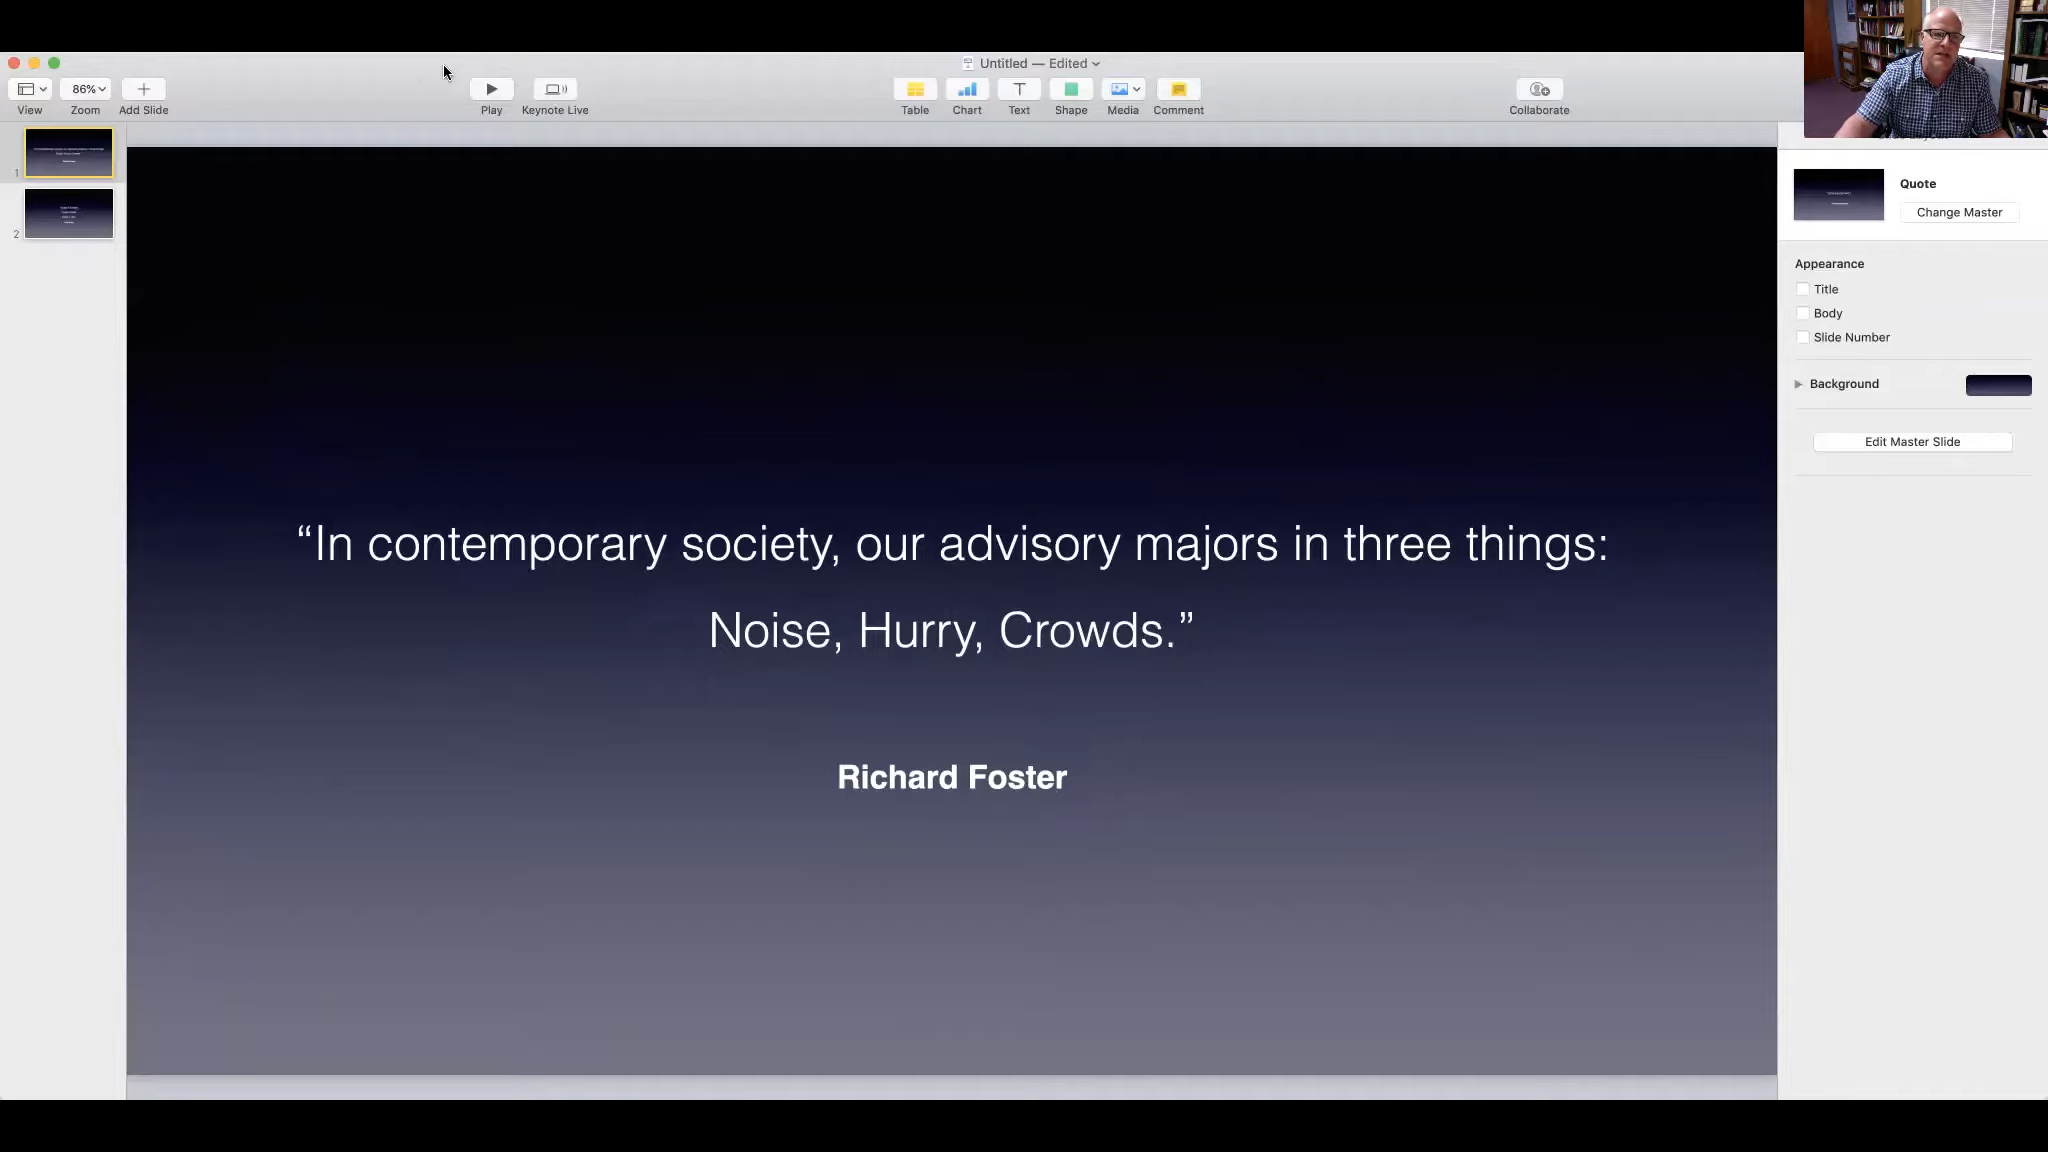 Untitled — Edited
86%
View
Zoom
Add Slide
Play
Keynote Live
Table
Chart
Text
Shape
Media
Comment
Collaborate
1
2
“In contemporary society, our advisory majors in three things:
Noise, Hurry, Crowds.”
Richard Foster
Quote
Change Master
Appearance
Title
Body
Slide Number
Background
Edit Master Slide